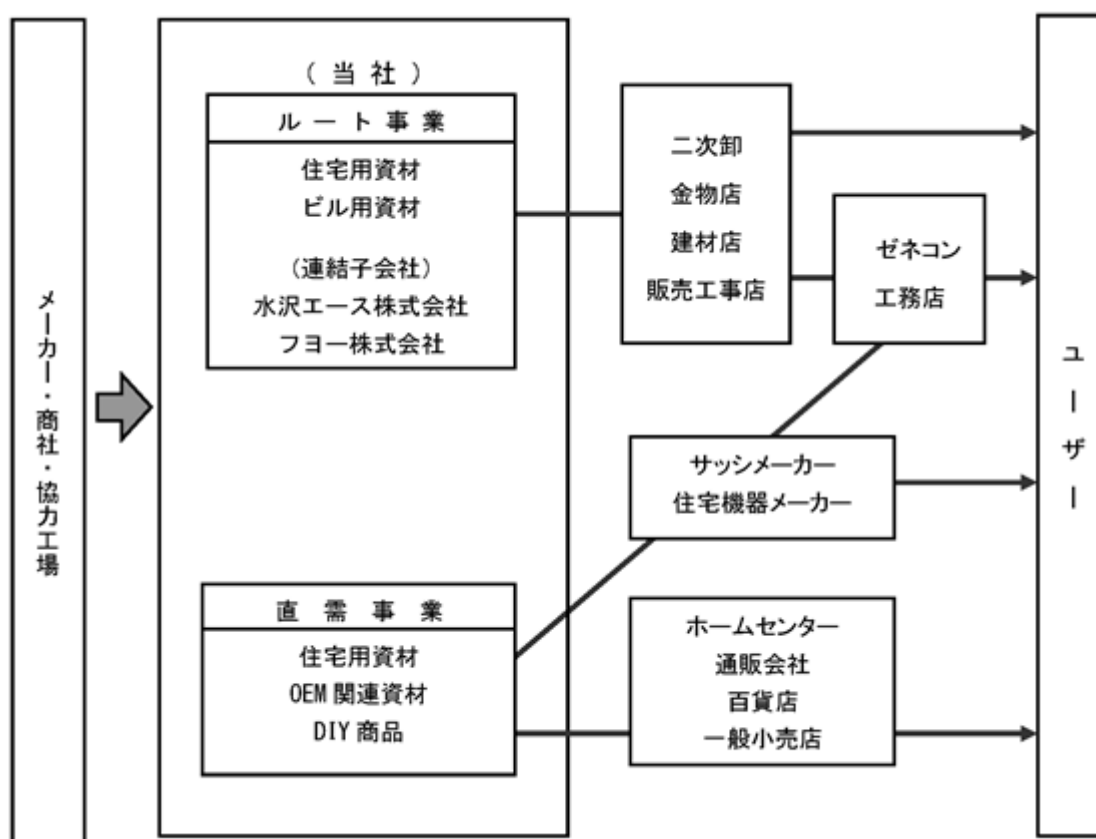 メーカー・商社・協力工場
(当社)
ルート事業
住宅用資材
ビル用資材
(連結子会社)
水沢エース株式会社
フヨー株式会社
直需事業
住宅用資材
OEM関連資材
DIY商品
二次卸
金物店
建材店
販売工事店
ゼネコン
工務店
サッシメーカー
住宅機器メーカー
ホームセンター
通販会社
百貨店
一般小売店
ユーザー